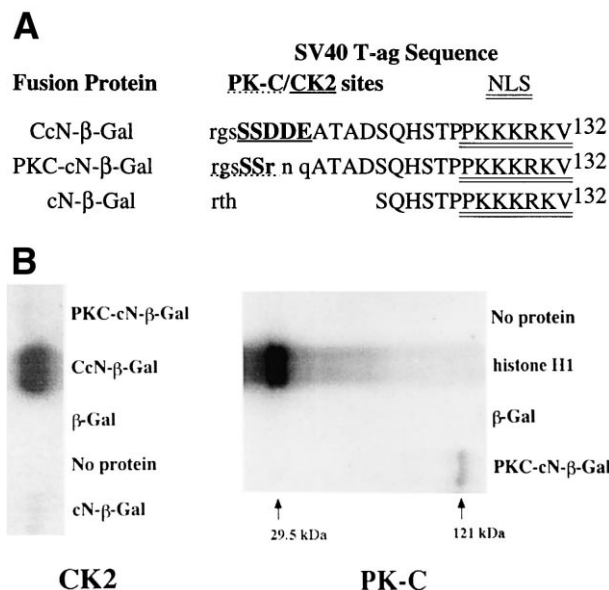 A
SV40 T-ag Sequence
Fusion Protein PK-C/CK2 sites NLS
CcN-β-Gal rgsSSDDEATADSQHSTPPKKKRKV132
PKC-cN-β-Gal rgsSSr n qATADSQHSTPPKKKRKV132
cN-β-Gal rth SQHSTPPKKKRKV132
B
PKC-cN-β-Gal
CcN-β-Gal
β-Gal
No protein
cN-β-Gal
CK2
No protein
histone H1
β-Gal
PKC-cN-β-Gal
29.5 kDa 121 kDa
PK-C